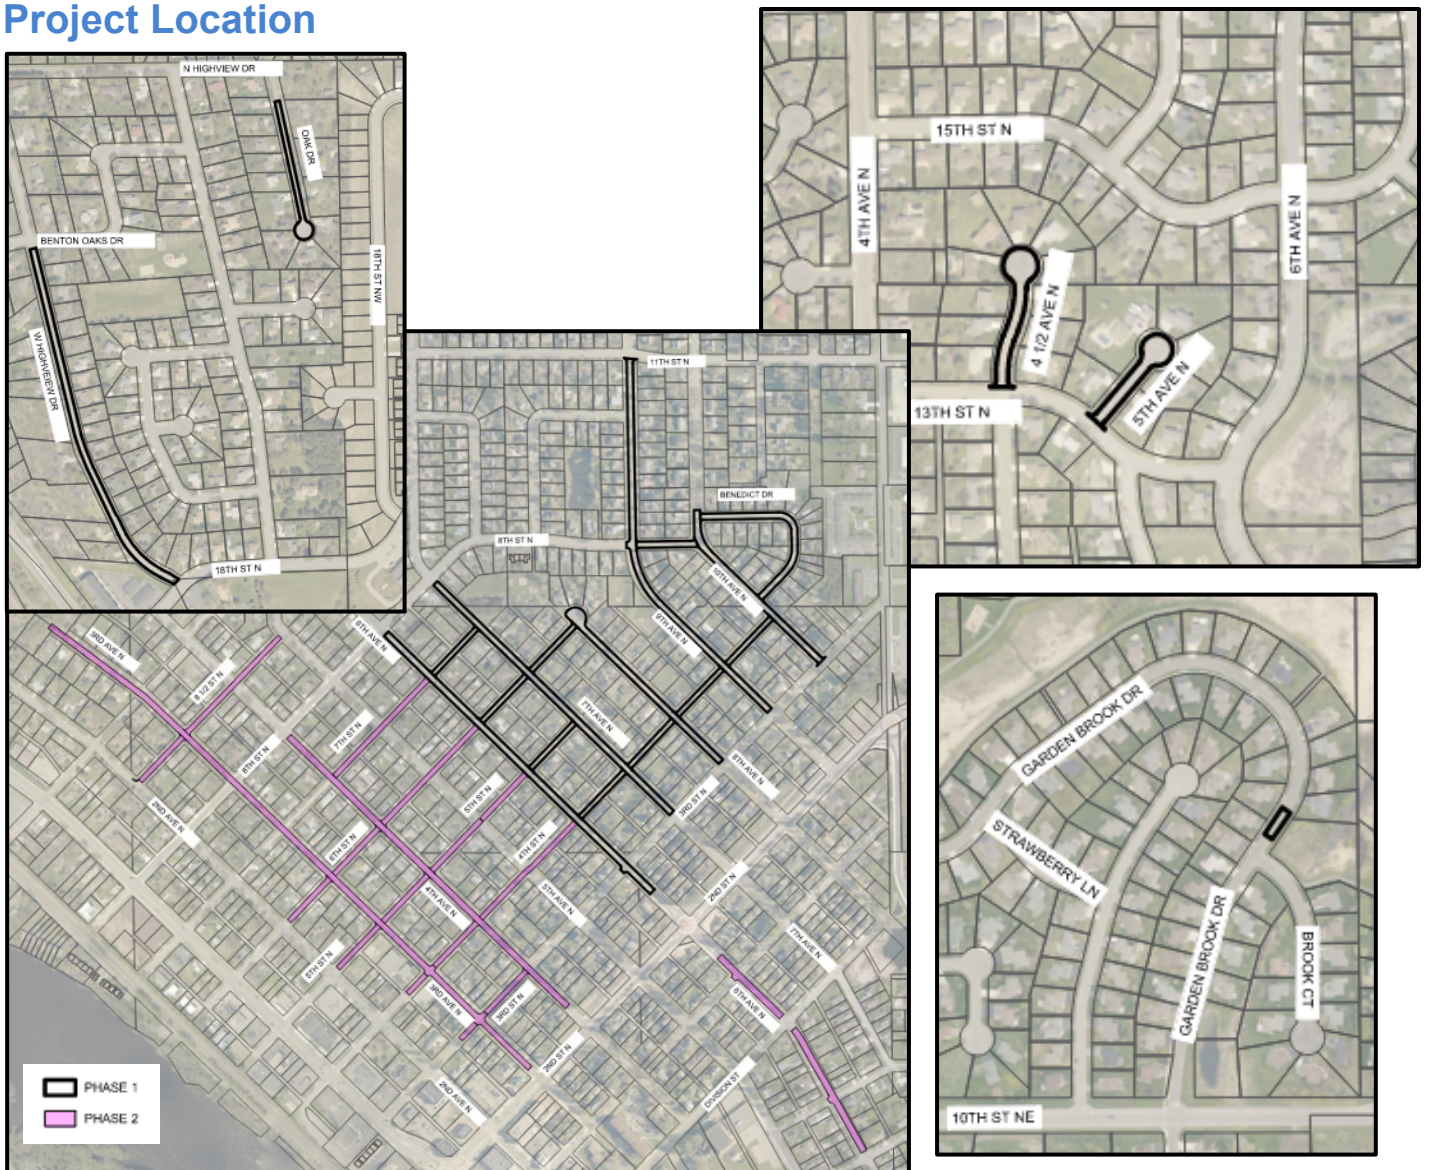 Project Location
N HIGHVIEW DR
OAK DR
BENTON OAKS DR
18TH ST NW
W HIGHVIEW DR
18TH ST N
15TH ST N
4TH AVE N
6TH AVE N
4 1/2 AVE N
5TH AVE N
13TH ST N
11TH ST N
BENEDICT DR
8TH ST N
10TH AVE N
9TH AVE N
6TH AVE N
3RD AVE N
8 1/2 ST N
7TH ST N
7TH AVE N
8TH ST N
8TH AVE N
5TH ST N
3RD ST N
2ND AVE N
6TH ST N
4TH ST N
4TH AVE N
5TH AVE N
2ND ST N
7TH AVE N
5TH ST N
3RD AVE N
3RD ST N
6TH AVE N
2ND ST N
2ND AVE N
DIVISION ST
PHASE 1
PHASE 2
GARDEN BROOK DR
STRAWBERRY LN
GARDEN BROOK DR
BROOK CT
10TH ST NE